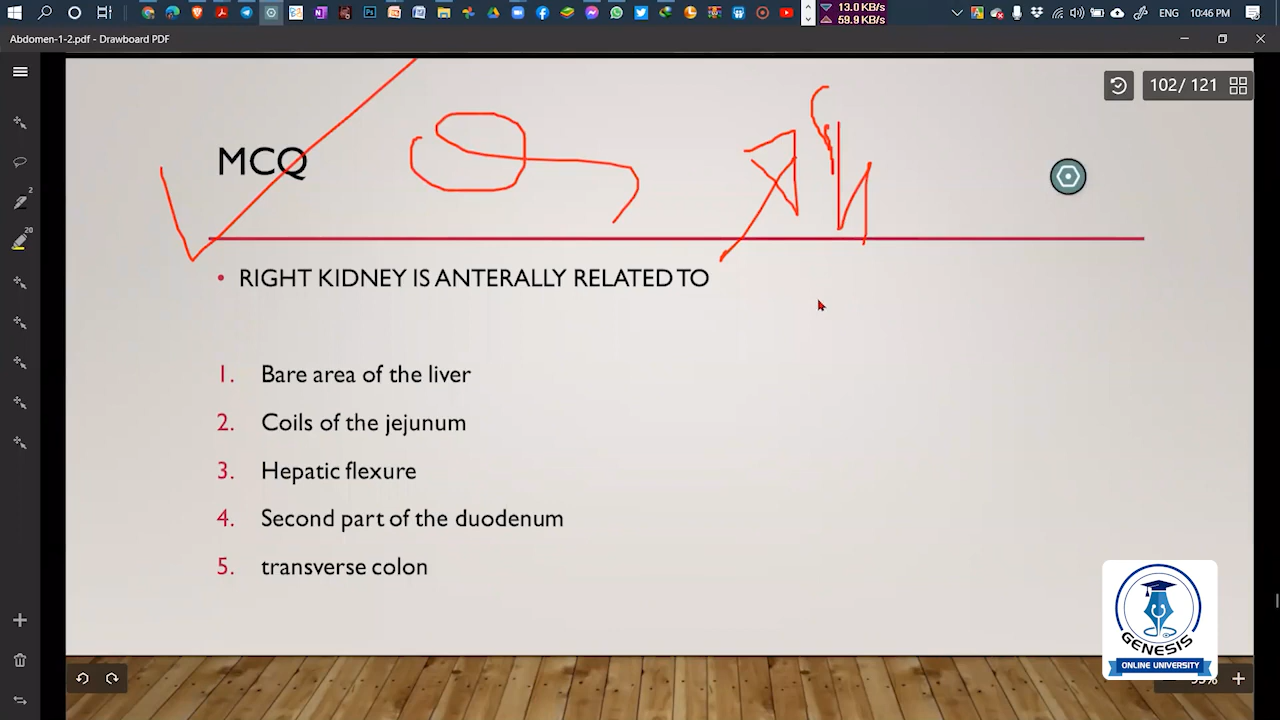 13.0 KB/s
59.9 KB/s
ENG
10:46 PM
Abdomen-1-2.pdf - Drawboard PDF
102/ 121
MCQ
• RIGHT KIDNEY IS ANTERALLY RELATED TO
1. Bare area of the liver
2. Coils of the jejunum
3. Hepatic flexure
4. Second part of the duodenum
5. transverse colon
2
20
GENESIS
ONLINE UNIVERSITY